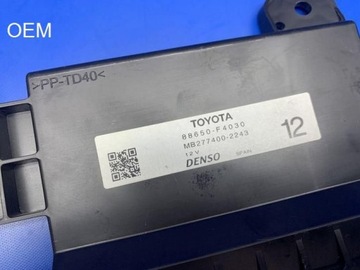 OEM
>PP-TD40<
TOYOTA
88650-F4030
MB277400-2243
12V
DENSO
12